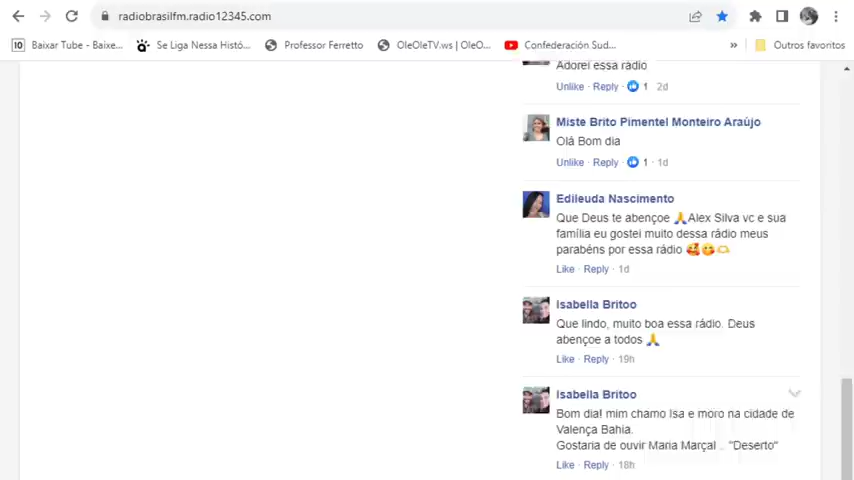 radiobrasilfm.radio12345.com
Baixar Tube - Baixe...
Se Liga Nessa Histó...
Professor Ferretto
OleOleTV.ws | OleO...
Confederación Sud...
»
Outros favoritos
Adorei essa rádio
Unlike · Reply · 1 2d
Miste Brito Pimentel Monteiro Araújo
Olá Bom dia
Unlike · Reply · 1 · 1d
Edileuda Nascimento
Que Deus te abençoe 🙏Alex Silva vc e sua
família eu gostei muito dessa rádio meus
parabéns por essa rádio 🥰😋🫶
Like · Reply · 1d
Isabella Britoo
Que lindo, muito boa essa rádio. Deus
abençoe a todos 🙏
Like · Reply · 19h
Isabella Britoo
Bom dia! mim chamo Isa e moro na cidade de
Valença Bahia.
Gostaria de ouvir Maria Marçal .. "Deserto"
Like · Reply · 18h